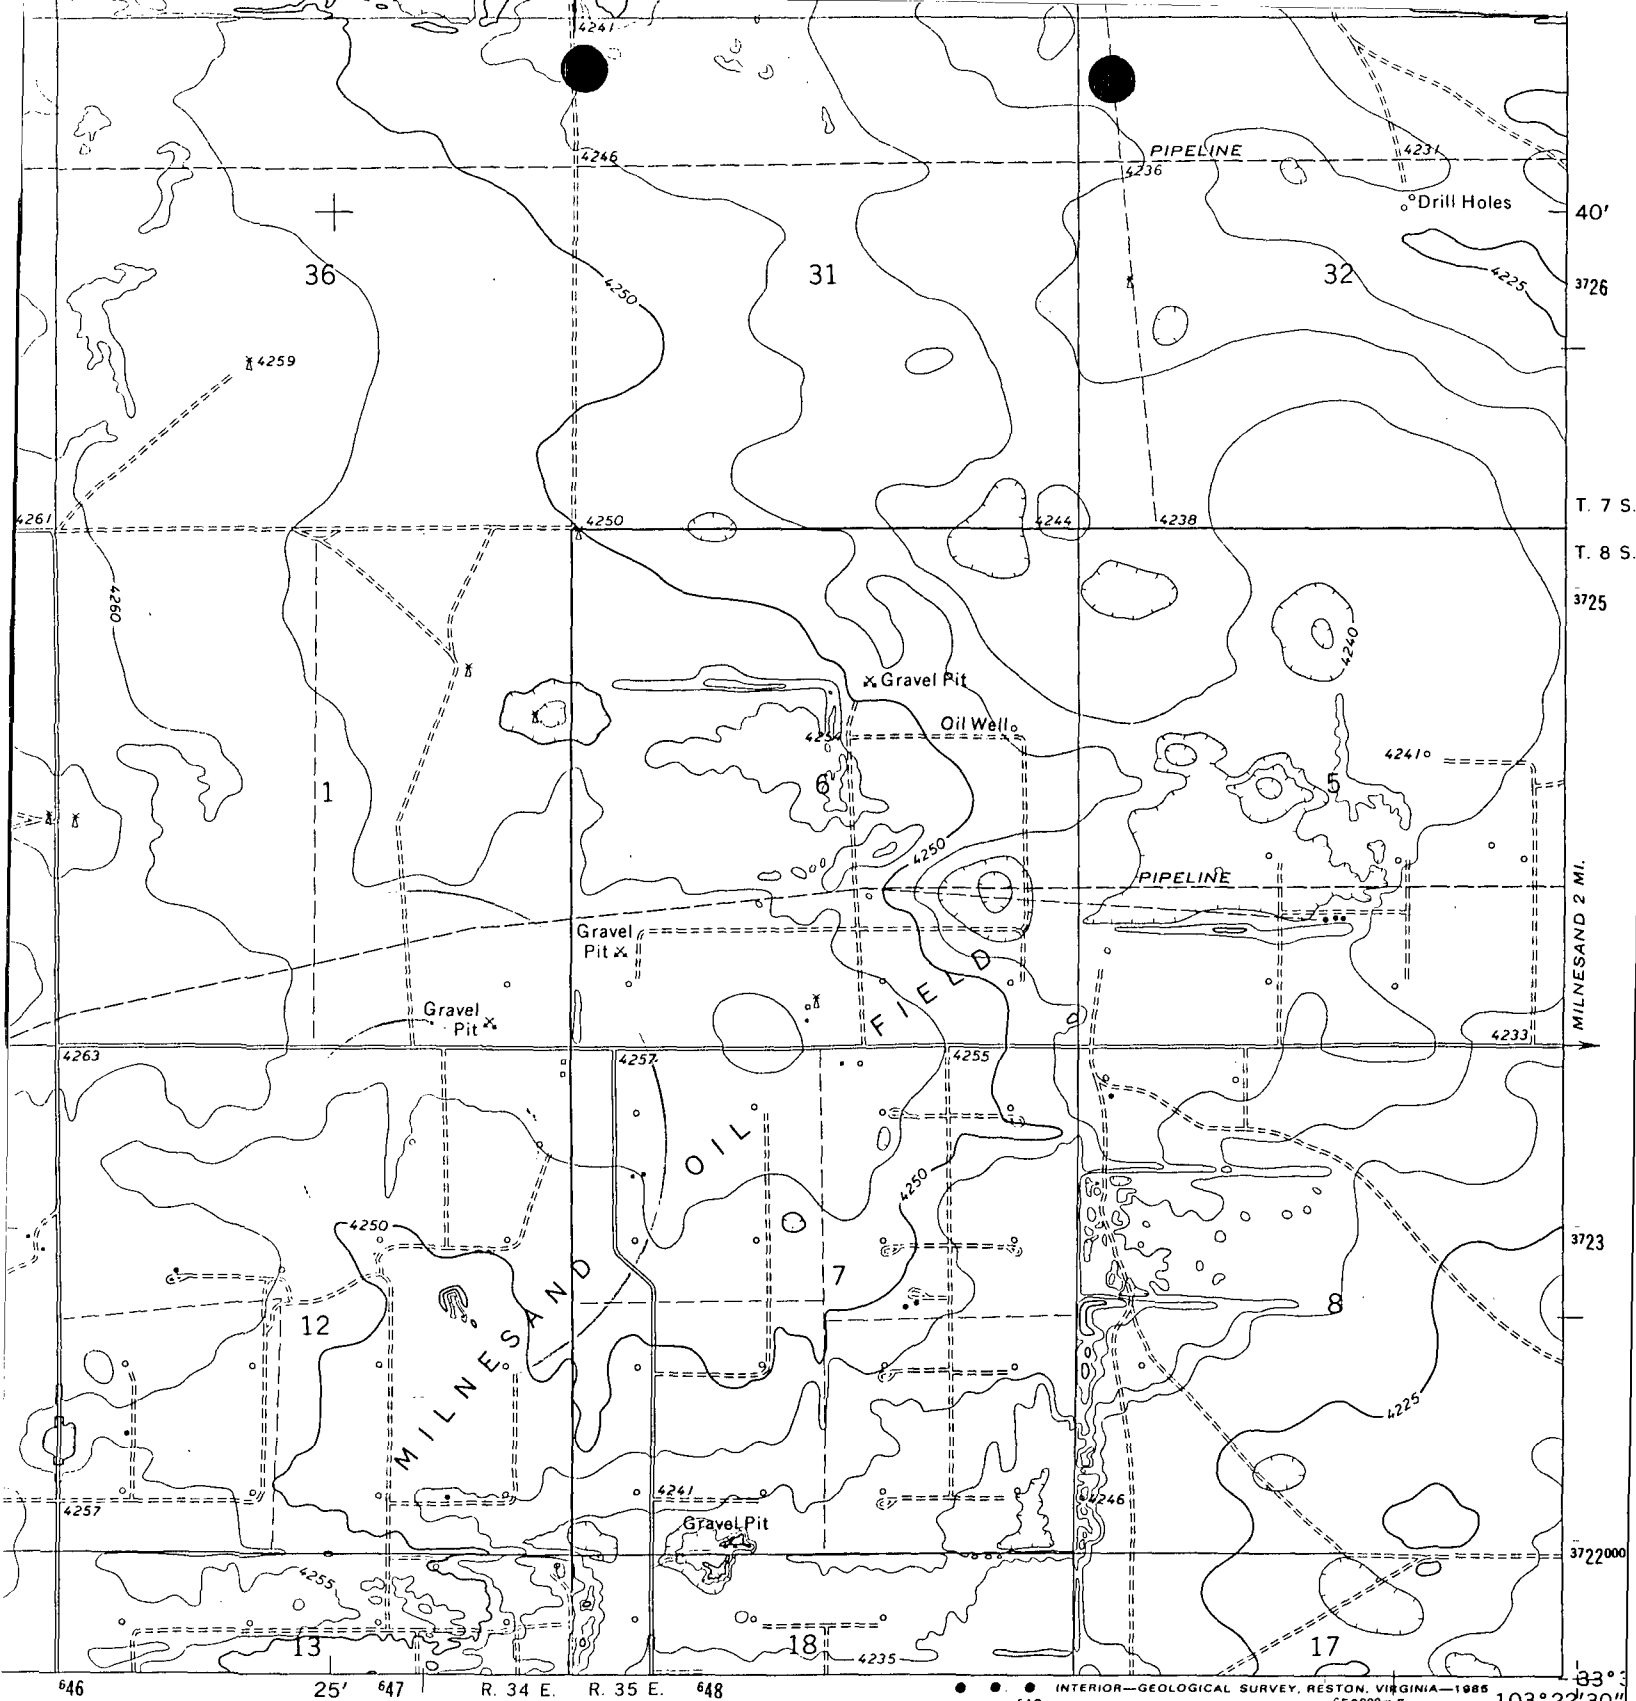 4241
4246
PIPELINE
4231
4236
Drill Holes
40'
36
31
32
4225
3726
4250
4259
T. 7 S.
4261
4250
4244
4238
T. 8 S.
3725
4260
4240
Gravel Pit
Oil Well
4254
4241
1
6
5
4250
PIPELINE
Gravel
Pit
MILNESAND 2 MI.
Gravel
Pit
4233
4263
4257
4255
MILNESAND OIL FIELD
4250
4250
3723
7
8
12
4225
4257
4241
4246
Gravel Pit
3722000
4255
13
18
17
4235
646
25'
647
R. 34 E.
R. 35 E.
648
INTERIOR—GEOLOGICAL SURVEY, RESTON, VIRGINIA—1985
103°22'30"